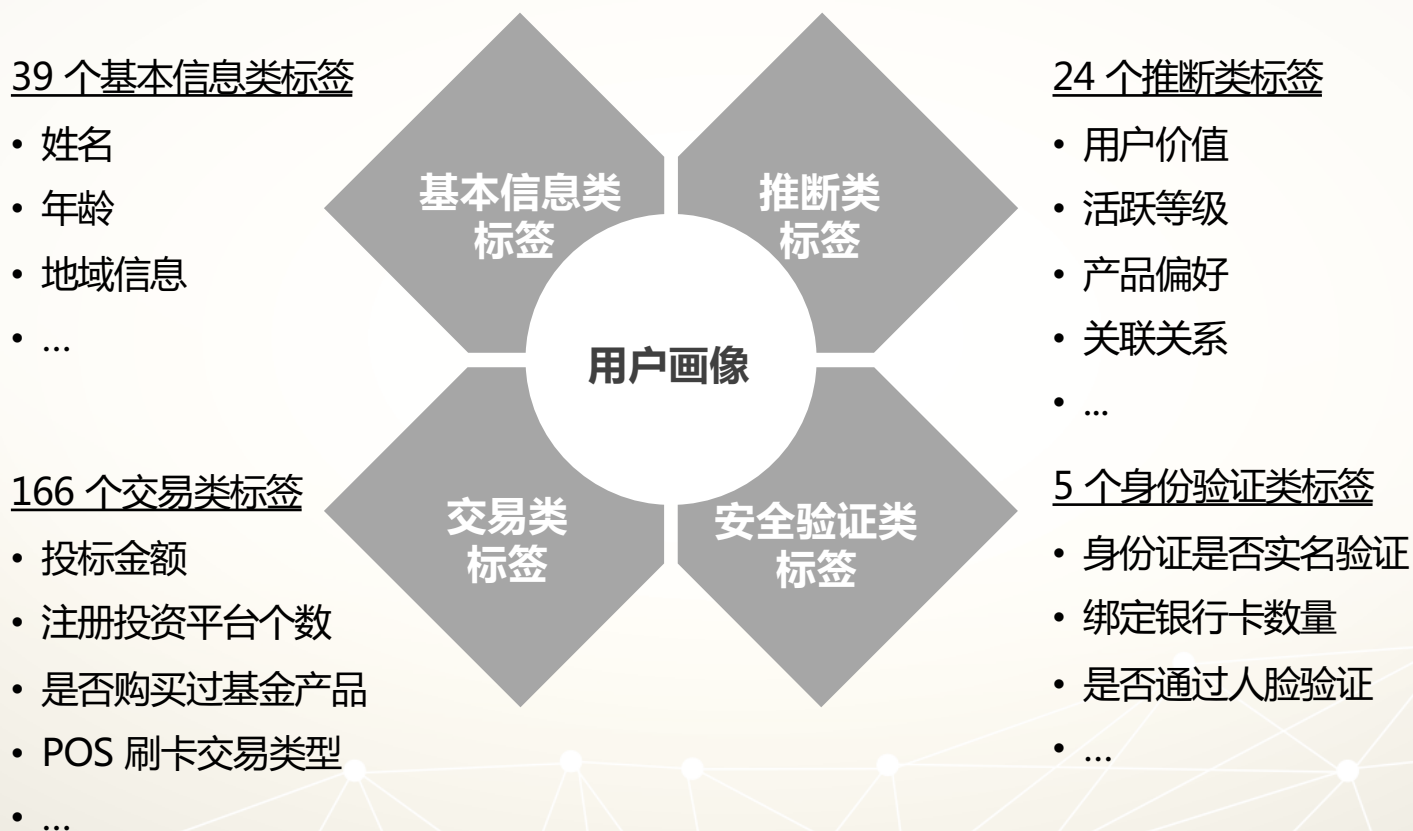 39 个基本信息类标签
• 姓名
• 年龄
• 地域信息
• …
166 个交易类标签
• 投标金额
• 注册投资平台个数
• 是否购买过基金产品
• POS 刷卡交易类型
• …
基本信息类
标签
推断类
标签
用户画像
交易类
标签
安全验证类
标签
24 个推断类标签
• 用户价值
• 活跃等级
• 产品偏好
• 关联关系
• ...
5 个身份验证类标签
• 身份证是否实名验证
• 绑定银行卡数量
• 是否通过人脸验证
• …